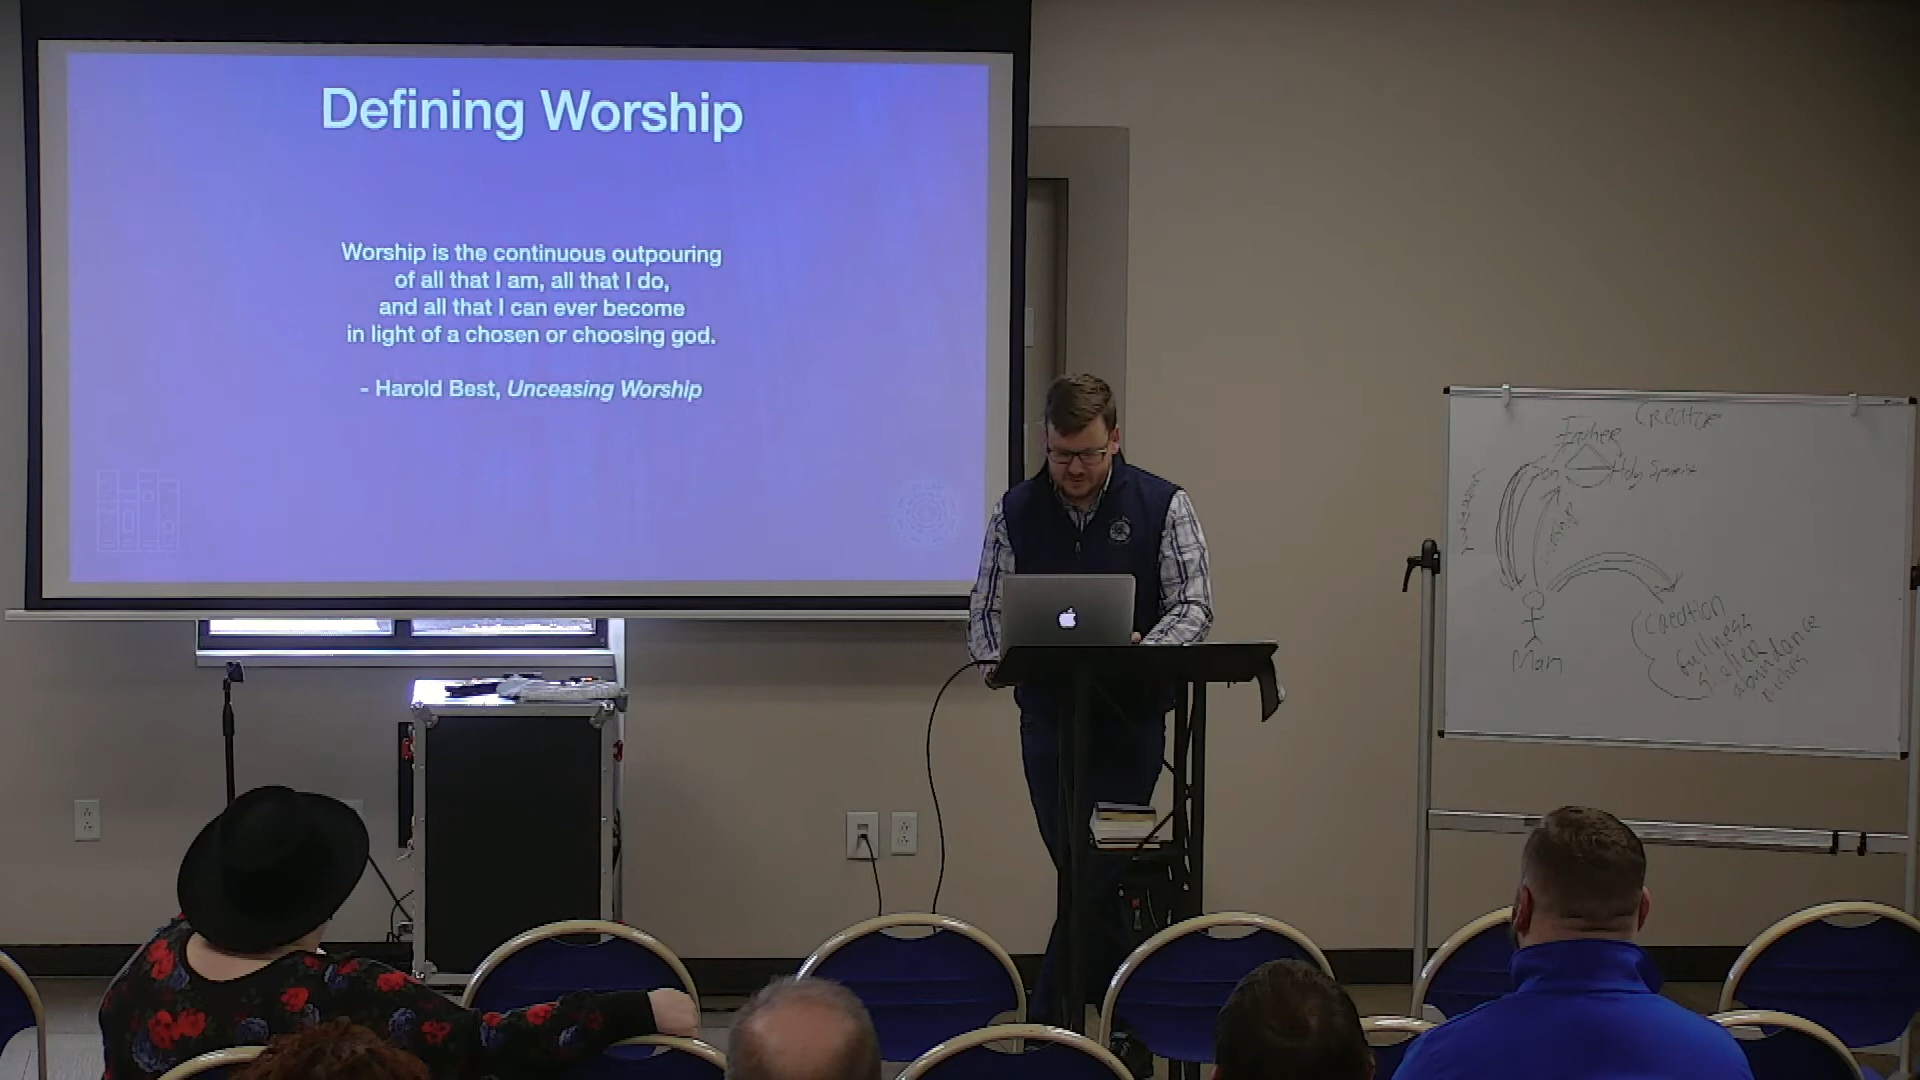 Defining Worship
Worship is the continuous outpouring
of all that I am, all that I do,
and all that I can ever become
in light of a chosen or choosing god.
- Harold Best, Unceasing Worship
Father
Son
Holy Spirit
worship
Man
Creation
fullness
abundance
riches